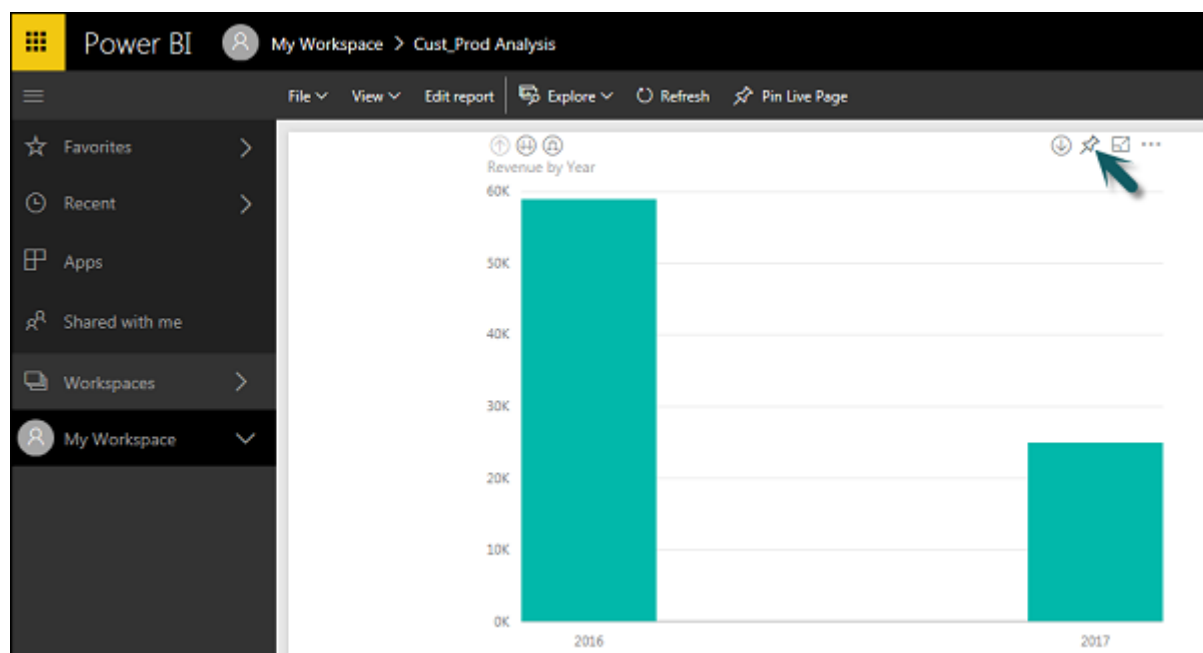 Power BI My Workspace > Cust_Prod Analysis
File View Edit report Explore Refresh Pin Live Page
Favorites
Recent
Apps
Shared with me
Workspaces
My Workspace
Revenue by Year
60K
50K
40K
30K
20K
10K
0K
2016 2017